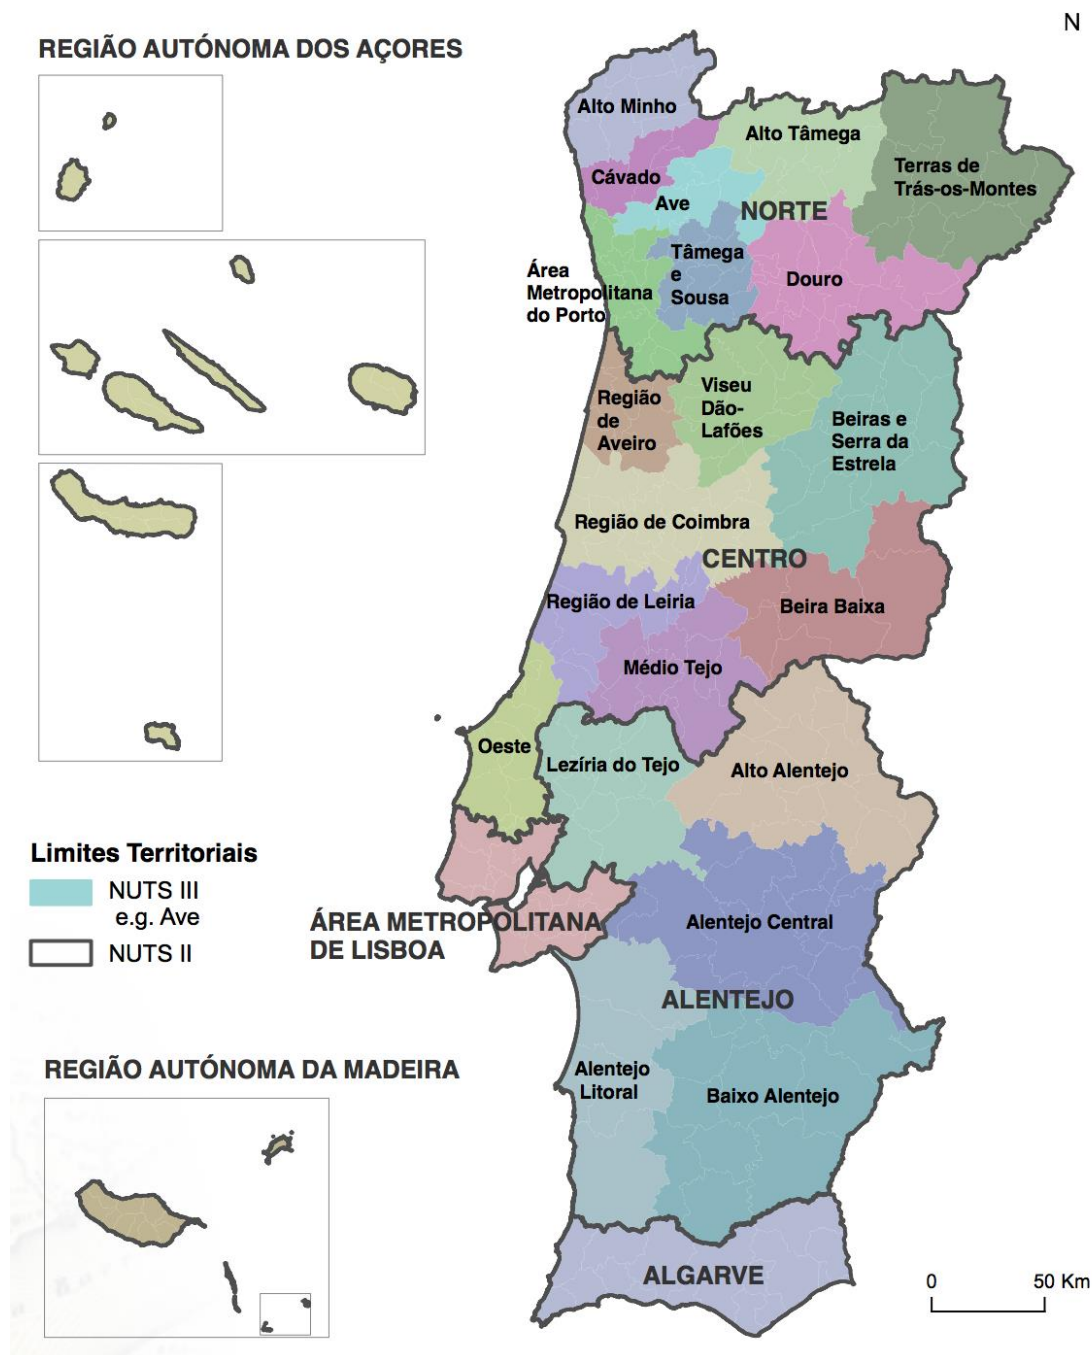 N
REGIÃO AUTÓNOMA DOS AÇORES
Alto Minho
Alto Tâmega
Terras de
Trás-os-Montes
Cávado
Ave
NORTE
Tâmega
e
Sousa
Área
Metropolitana
do Porto
Douro
Região
de
Aveiro
Viseu
Dão-
Lafões
Beiras e
Serra da
Estrela
Região de Coimbra
CENTRO
Região de Leiria
Beira Baixa
Médio Tejo
Oeste
Lezíria do Tejo
Alto Alentejo
Limites Territoriais
NUTS III
e.g. Ave
NUTS II
ÁREA METROPOLITANA
DE LISBOA
Alentejo Central
ALENTEJO
Alentejo
Litoral
Baixo Alentejo
REGIÃO AUTÓNOMA DA MADEIRA
ALGARVE
0 50 Km